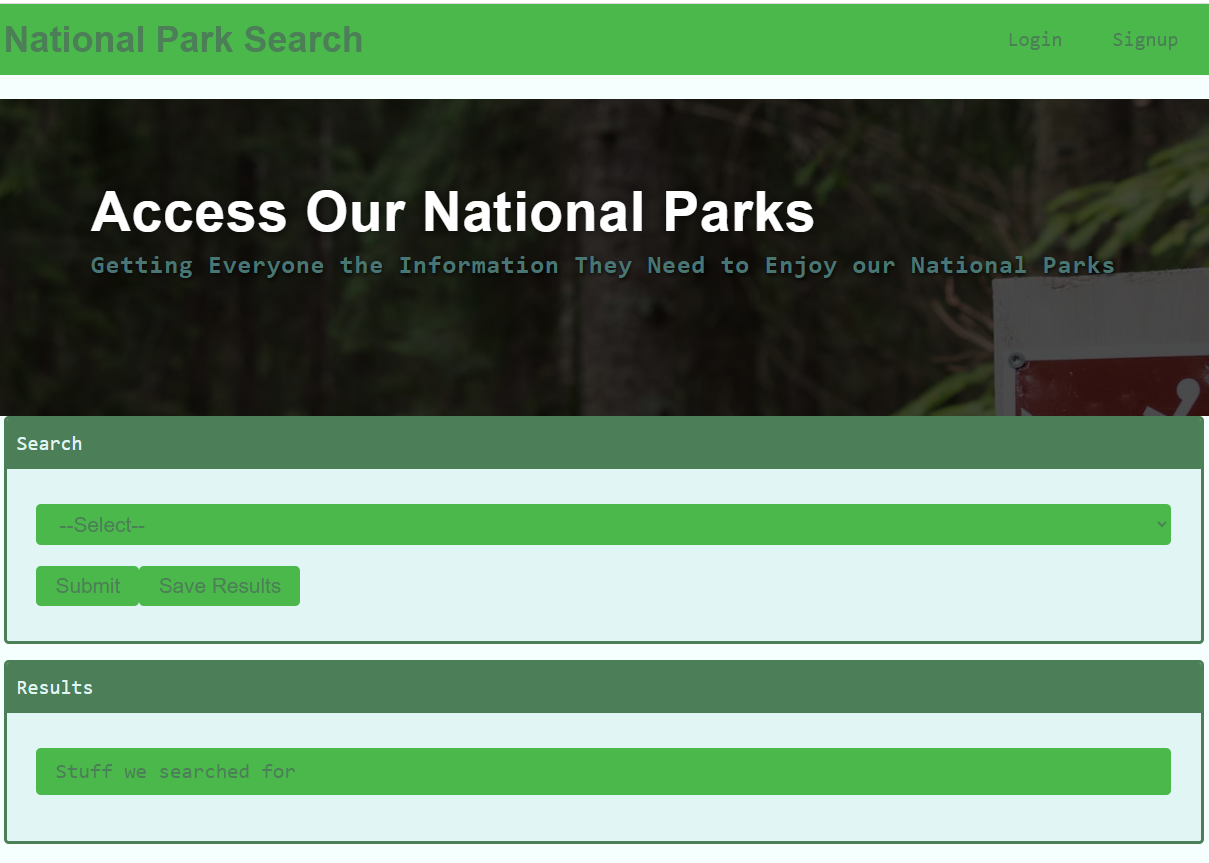 National Park Search
Login Signup
Access Our National Parks
Getting Everyone the Information They Need to Enjoy our National Parks
Search
--Select--
Submit Save Results
Results
Stuff we searched for